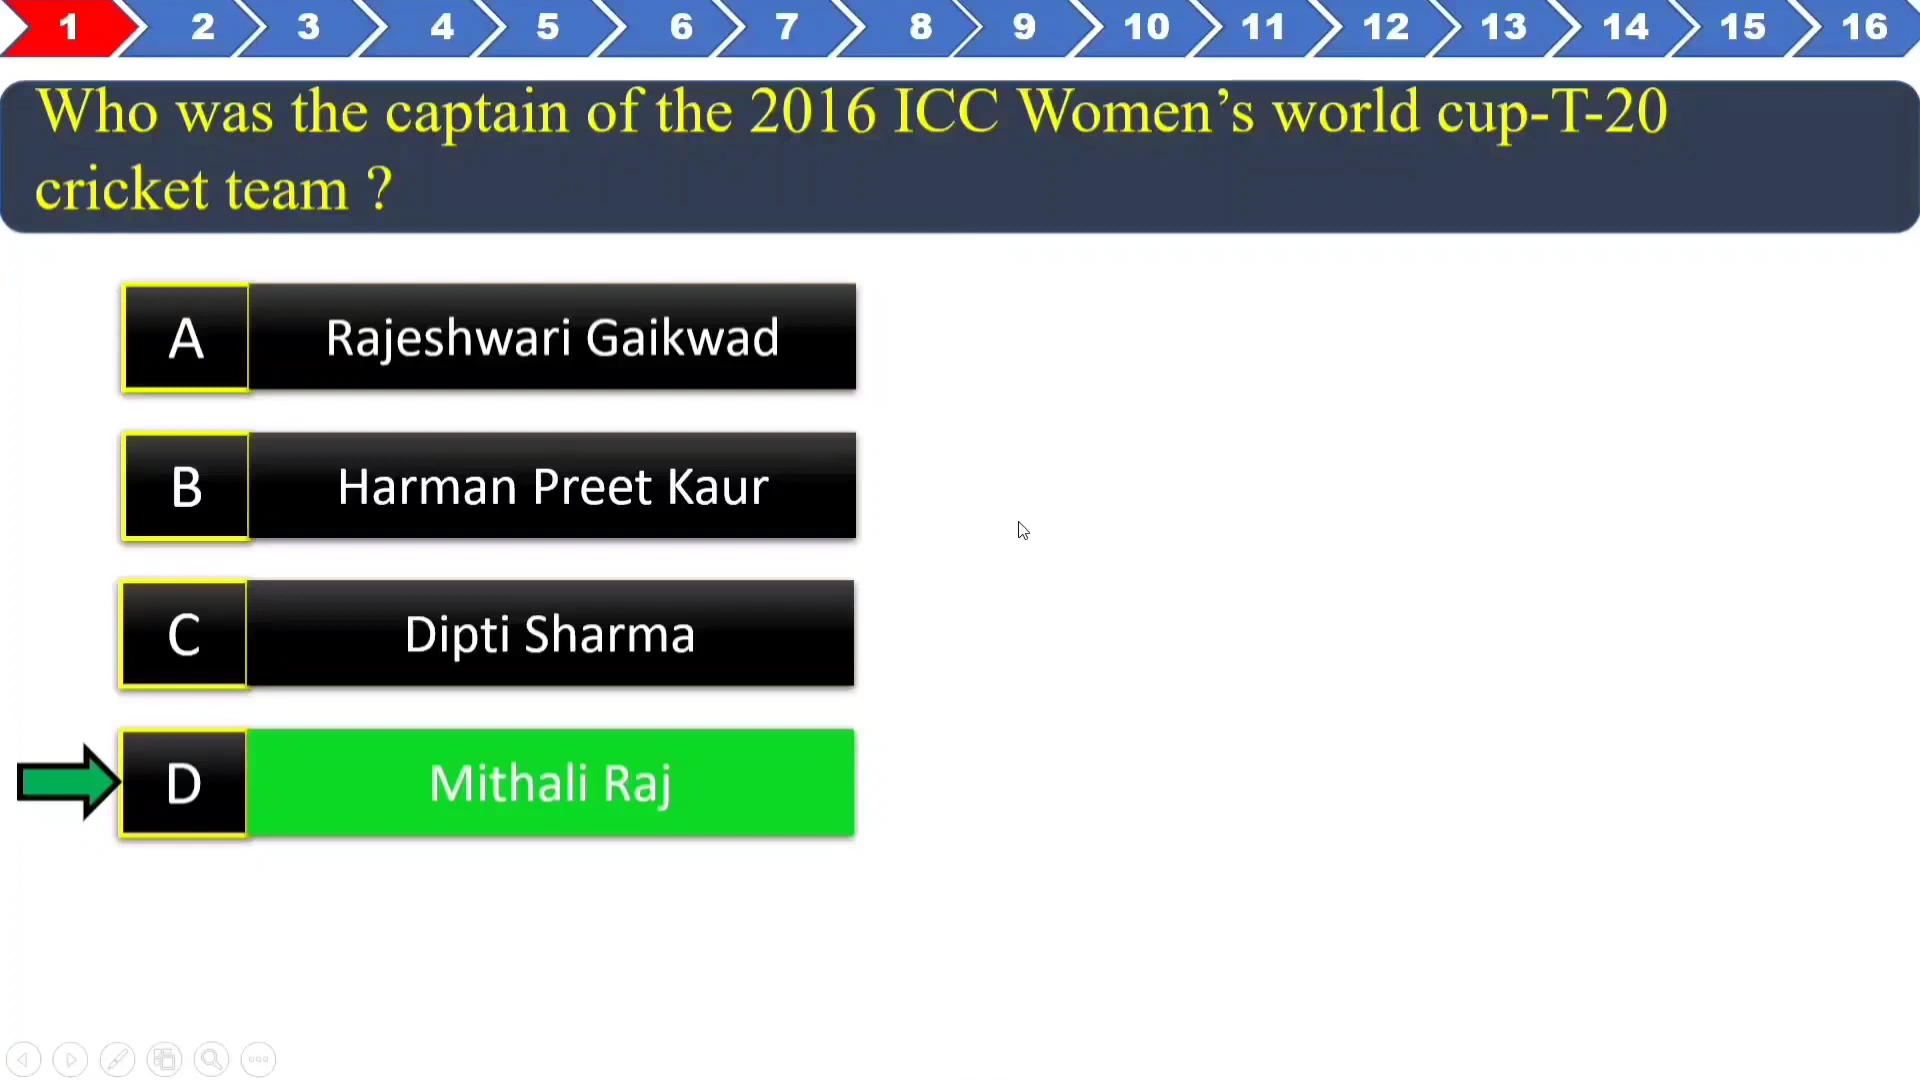 1 2 3 4 5 6 7 8 9 10 11 12 13 14 15 16
Who was the captain of the 2016 ICC Women’s world cup-T-20
cricket team ?
A Rajeshwari Gaikwad
B Harman Preet Kaur
C Dipti Sharma
D Mithali Raj